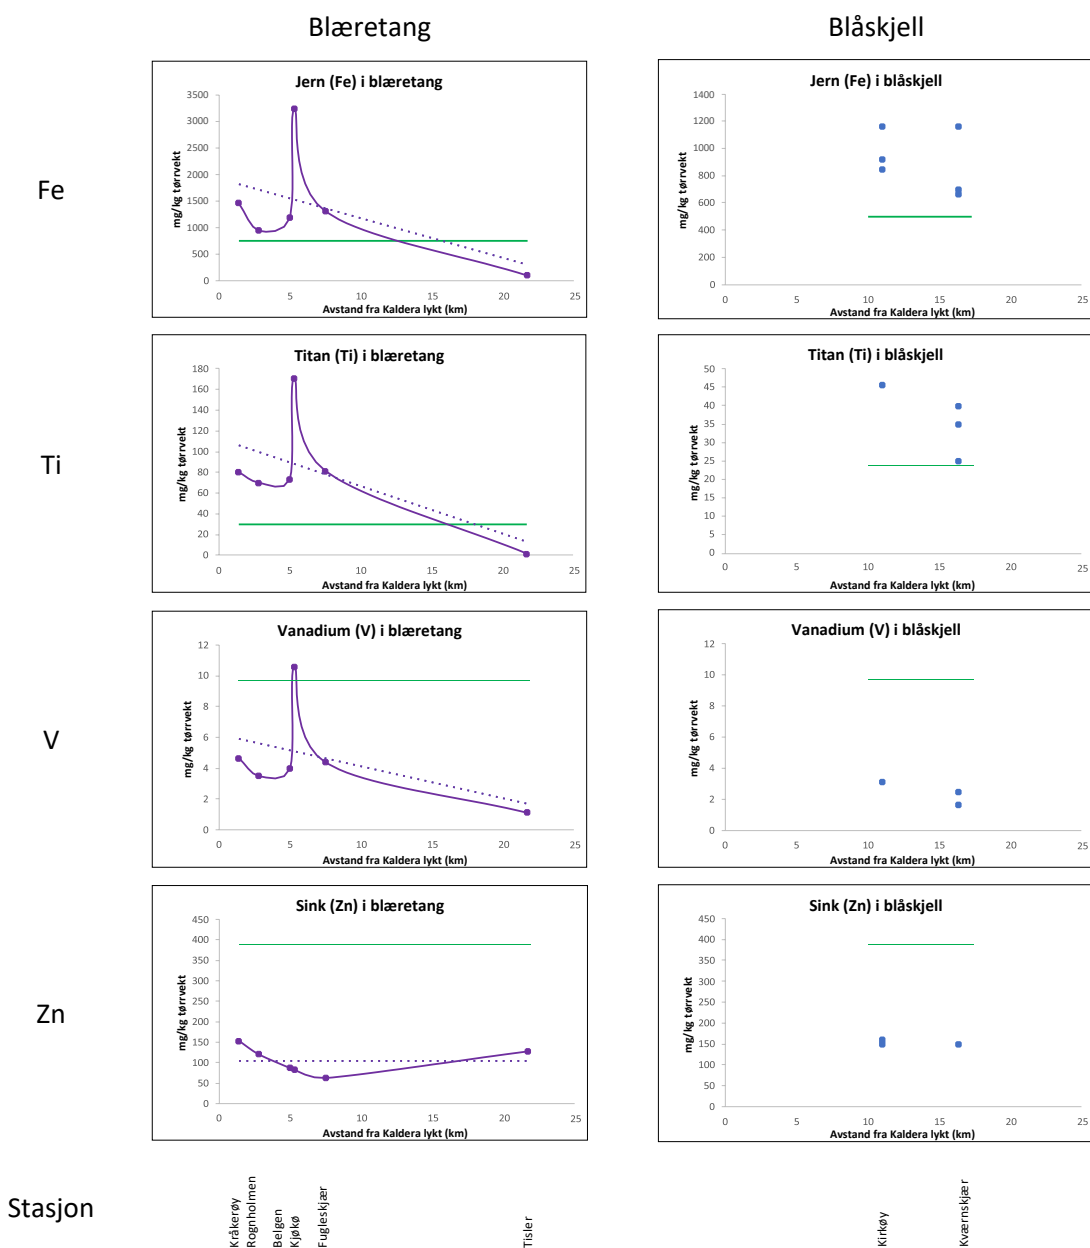 Blæretang
Blåskjell
Fe
Jern (Fe) i blæretang
mg/kg tørrvekt
3500
3000
2500
2000
1500
1000
500
0
0 5 10 15 20 25
Avstand fra Kaldera lykt (km)
Jern (Fe) i blåskjell
mg/kg tørrvekt
1400
1200
1000
800
600
400
200
0
0 5 10 15 20 25
Avstand fra Kaldera lykt (km)
Ti
Titan (Ti) i blæretang
mg/kg tørrvekt
180
160
140
120
100
80
60
40
20
0
0 5 10 15 20 25
Avstand fra Kaldera lykt (km)
Titan (Ti) i blåskjell
mg/kg tørrvekt
50
45
40
35
30
25
20
15
10
5
0
0 5 10 15 20 25
Avstand fra Kaldera lykt (km)
V
Vanadium (V) i blæretang
mg/kg tørrvekt
12
10
8
6
4
2
0
0 5 10 15 20 25
Avstand fra Kaldera lykt (km)
Vanadium (V) i blåskjell
mg/kg tørrvekt
12
10
8
6
4
2
0
0 5 10 15 20 25
Avstand fra Kaldera lykt (km)
Zn
Sink (Zn) i blæretang
mg/kg tørrvekt
450
400
350
300
250
200
150
100
50
0
0 5 10 15 20 25
Avstand fra Kaldera lykt (km)
Sink (Zn) i blåskjell
mg/kg tørrvekt
450
400
350
300
250
200
150
100
50
0
0 5 10 15 20 25
Avstand fra Kaldera lykt (km)
Stasjon
Kråkerøy
Rognholmen
Belgen
Kjøkø
Fugleskjær
Tisler
Kirkøy
Kværnskjær